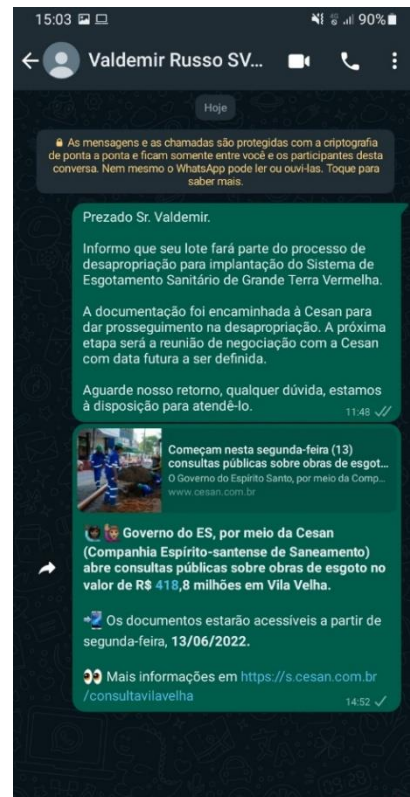 15:03 90%
Valdemir Russo SV...
Hoje
As mensagens e as chamadas são protegidas com a criptografia
de ponta a ponta e ficam somente entre você e os participantes desta
conversa. Nem mesmo o WhatsApp pode ler ou ouvi-las. Toque para
saber mais.
Prezado Sr. Valdemir.
Informo que seu lote fará parte do processo de
desapropriação para implantação do Sistema de
Esgotamento Sanitário de Grande Terra Vermelha.
A documentação foi encaminhada à Cesan para
dar prosseguimento na desapropriação. A próxima
etapa será a reunião de negociação com a Cesan
com data futura a ser definida.
Aguarde nosso retorno, qualquer dúvida, estamos
à disposição para atendê-lo.
11:48
Começam nesta segunda-feira (13)
consultas públicas sobre obras de esgot...
O Governo do Espírito Santo, por meio da Comp...
www.cesan.com.br
Governo do ES, por meio da Cesan
(Companhia Espírito-santense de Saneamento)
abre consultas públicas sobre obras de esgoto no
valor de R$ 418,8 milhões em Vila Velha.
Os documentos estarão acessíveis a partir de
segunda-feira, 13/06/2022.
Mais informações em https://s.cesan.com.br
/consultavilavelha
14:52